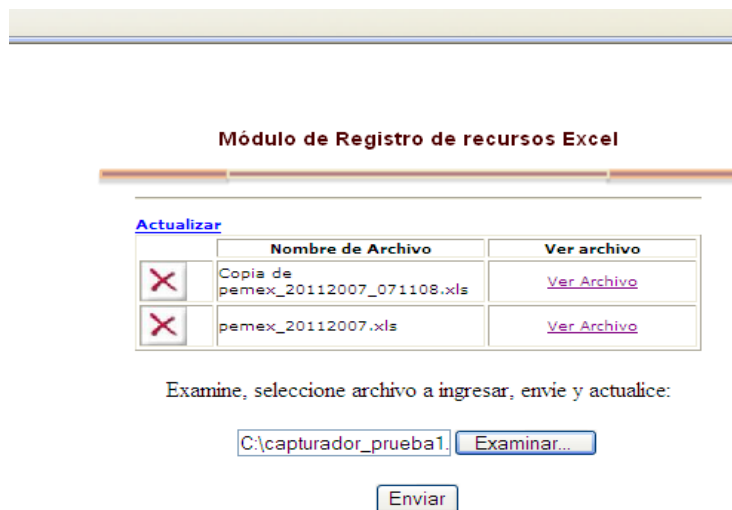 Módulo de Registro de recursos Excel
Actualizar
Nombre de Archivo Ver archivo
Copia de
pemex_20112007_071108.xls Ver Archivo
pemex_20112007.xls Ver Archivo
Examine, seleccione archivo a ingresar, envie y actualice:
C:\capturador_prueba1. Examinar...
Enviar